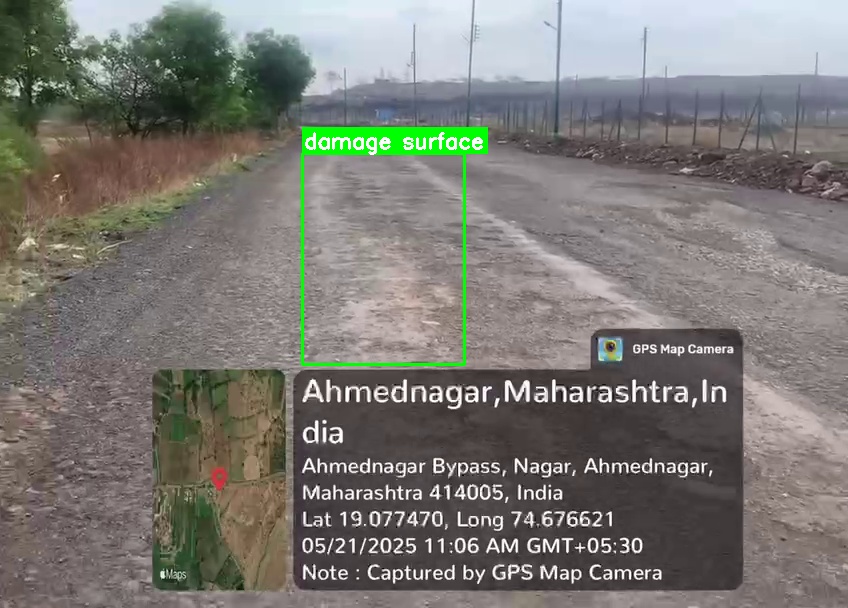 damage surface
GPS Map Camera
Ahmednagar,Maharashtra,In
dia
Ahmednagar Bypass, Nagar, Ahmednagar,
Maharashtra 414005, India
Lat 19.077470, Long 74.676621
05/21/2025 11:06 AM GMT+05:30
Note : Captured by GPS Map Camera
Maps